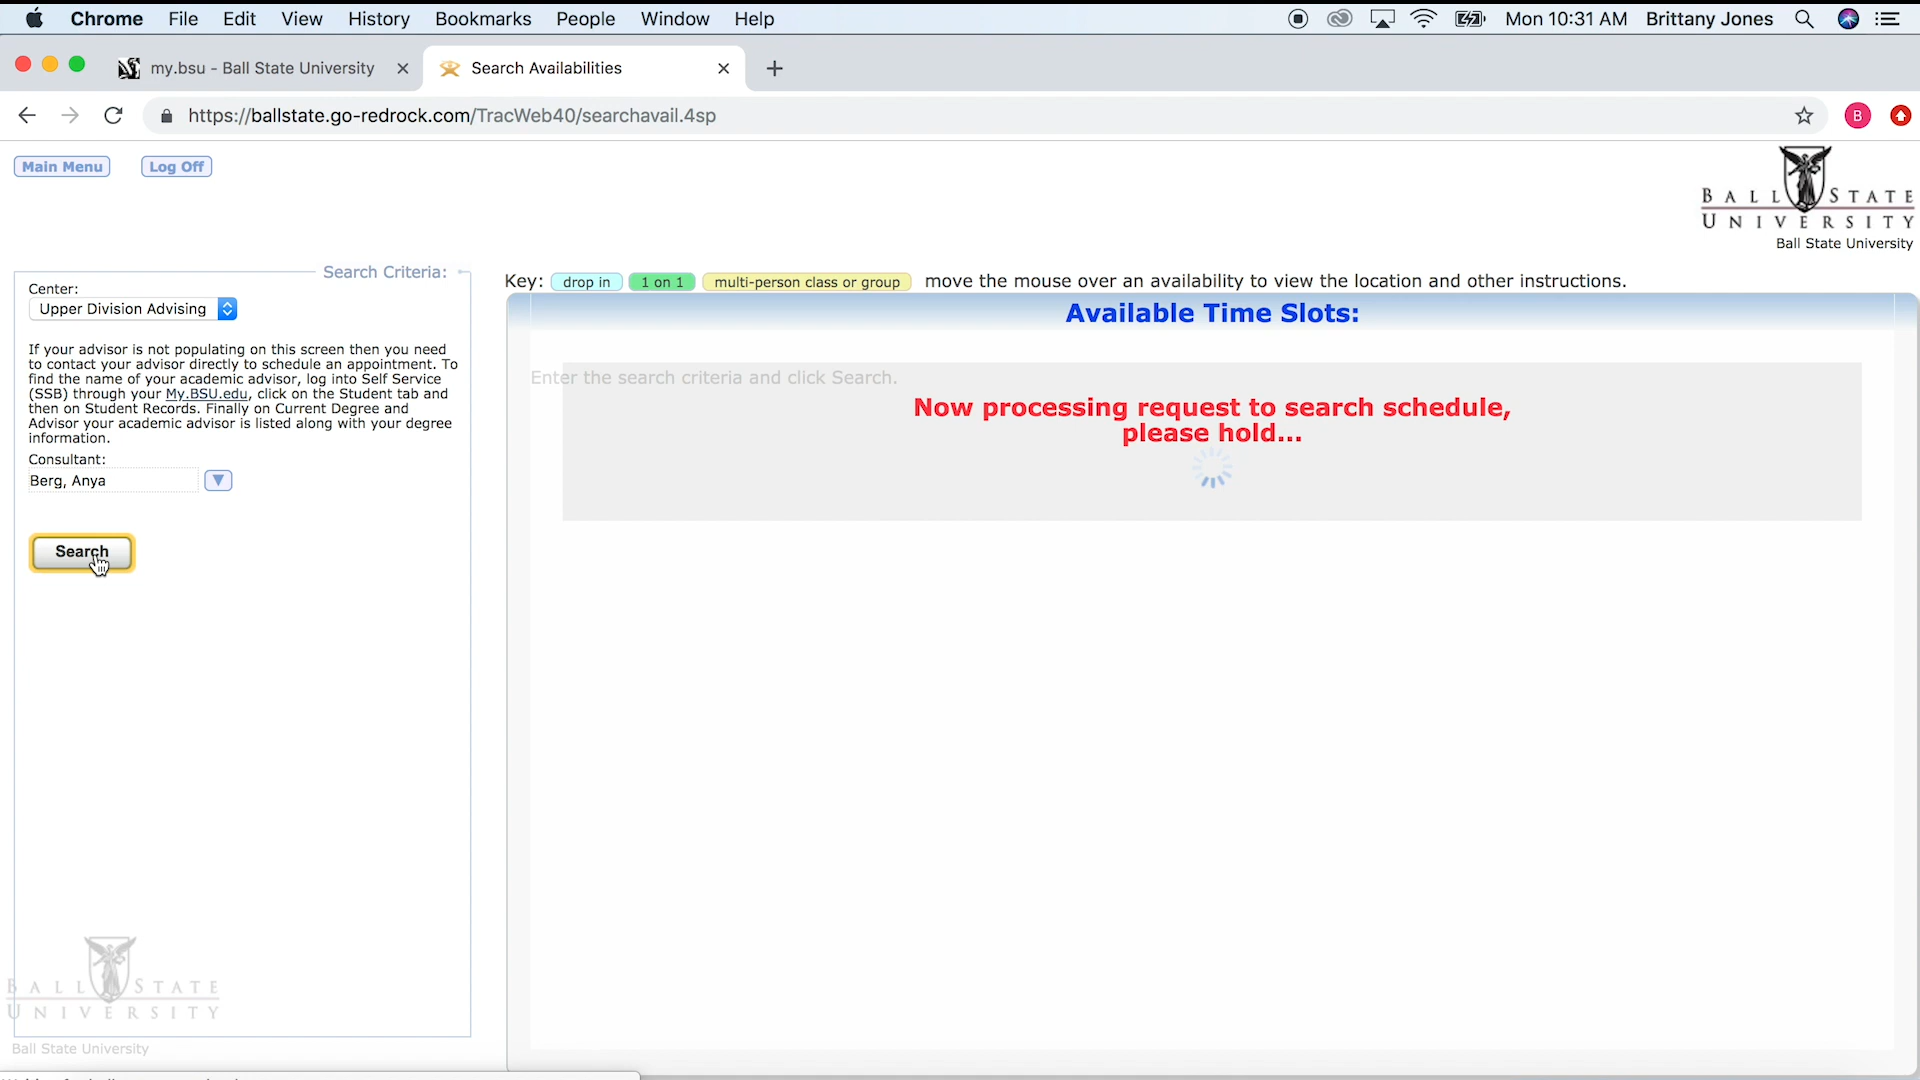 Chrome File Edit View History Bookmarks People Window Help Mon 10:31 AM Brittany Jones
my.bsu - Ball State University
Search Availabilities
https://ballstate.go-redrock.com/TracWeb40/searchavail.4sp
B
Main Menu Log Off
BALL STATE
UNIVERSITY
Ball State University
Search Criteria:
Center:
Upper Division Advising
If your advisor is not populating on this screen then you need
to contact your advisor directly to schedule an appointment. To
find the name of your academic advisor, log into Self Service
(SSB) through your My.BSU.edu, click on the Student tab and
then on Student Records. Finally on Current Degree and
Advisor your academic advisor is listed along with your degree
information.
Consultant:
Berg, Anya
Search
BALL STATE
UNIVERSITY
Ball State University
Key: drop in 1 on 1 multi-person class or group move the mouse over an availability to view the location and other instructions.
Available Time Slots:
Enter the search criteria and click Search.
Now processing request to search schedule,
please hold...